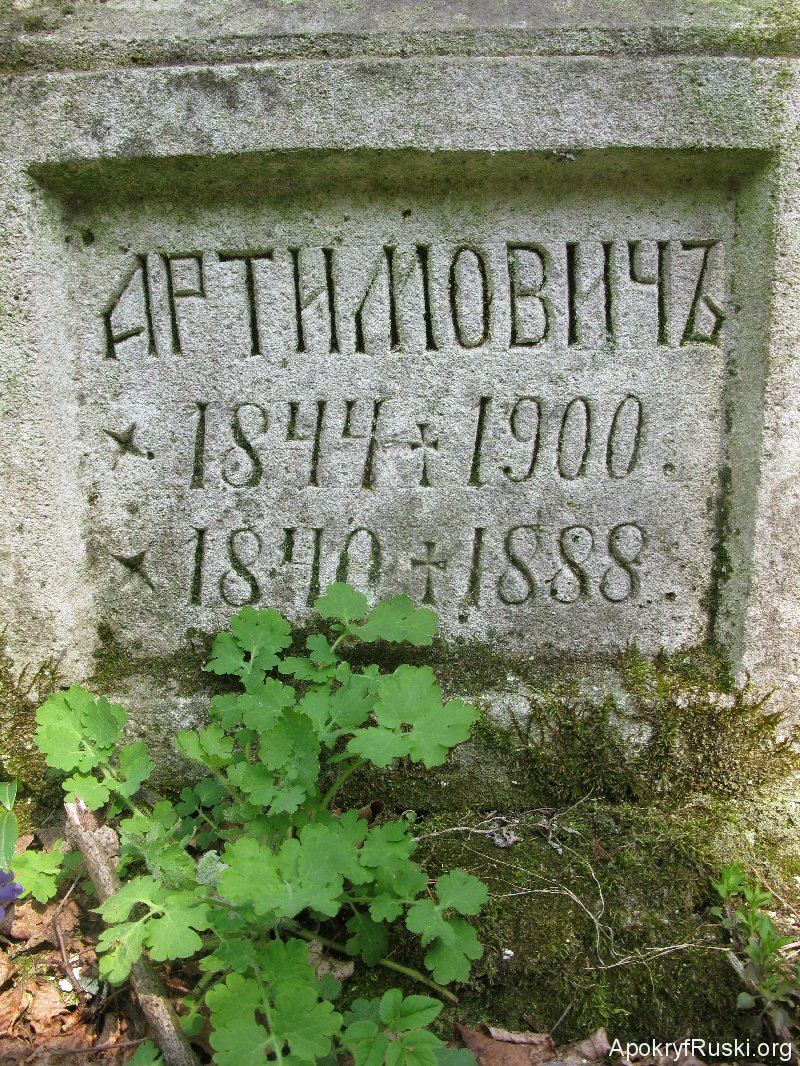 АРТИМОВИЧЪ
* 1844 + 1900.
* 1840 + 1888.
ApokryfRuski.org